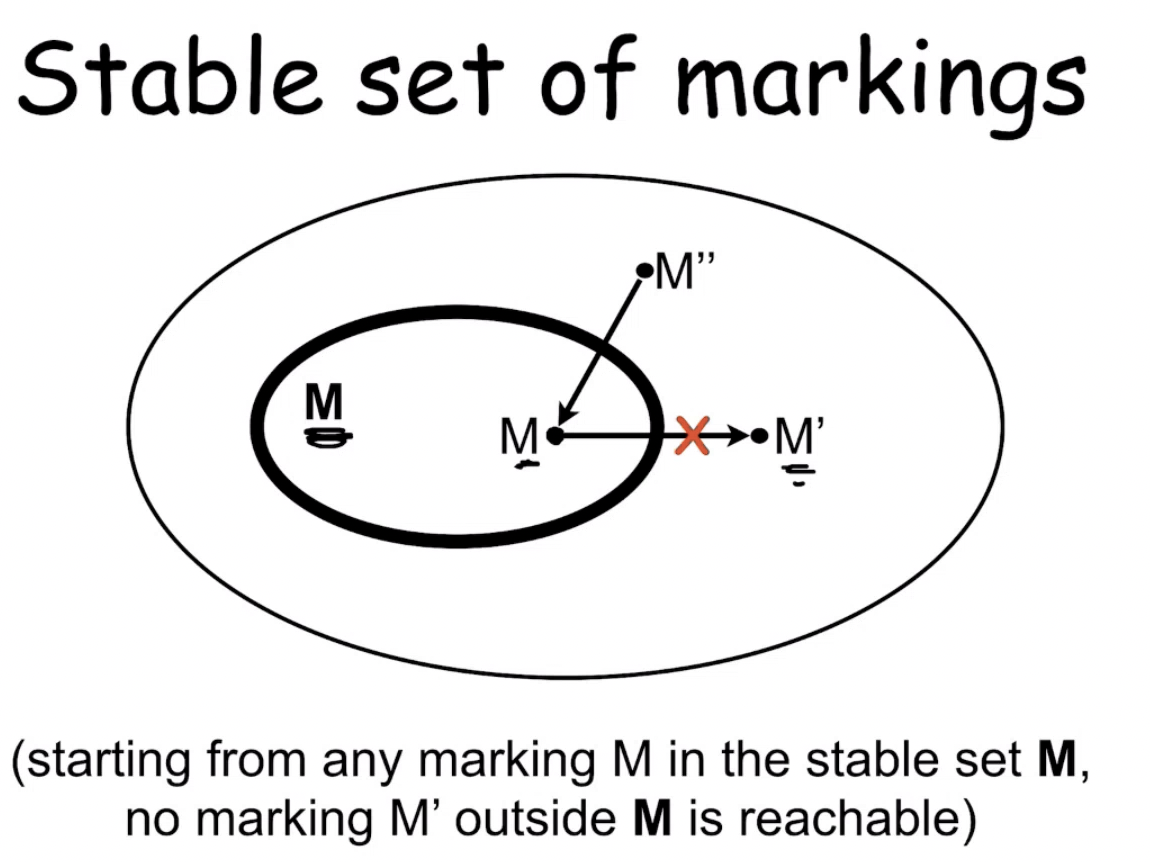 Stable set of markings
M”
M
M
M’
(starting from any marking M in the stable set M,
no marking M’ outside M is reachable)